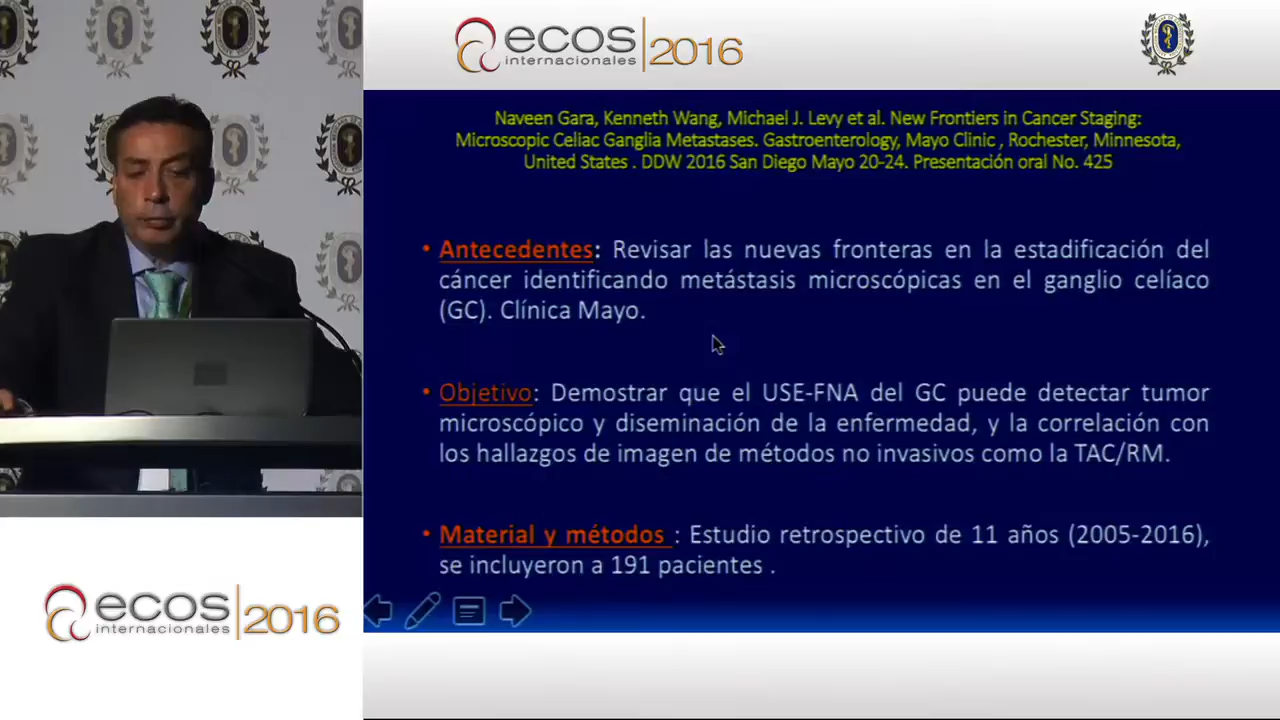 ecos
internacionales
2016
Naveen Gara, Kenneth Wang, Michael J. Levy et al. New Frontiers in Cancer Staging:
Microscopic Celiac Ganglia Metastases. Gastroenterology, Mayo Clinic , Rochester, Minnesota,
United States . DDW 2016 San Diego Mayo 20-24. Presentación oral No. 425
• Antecedentes: Revisar las nuevas fronteras en la estadificación del
cáncer identificando metástasis microscópicas en el ganglio celíaco
(GC). Clínica Mayo.
• Objetivo: Demostrar que el USE-FNA del GC puede detectar tumor
microscópico y diseminación de la enfermedad, y la correlación con
los hallazgos de imagen de métodos no invasivos como la TAC/RM.
• Material y métodos : Estudio retrospectivo de 11 años (2005-2016),
se incluyeron a 191 pacientes .
ecos
internacionales
2016